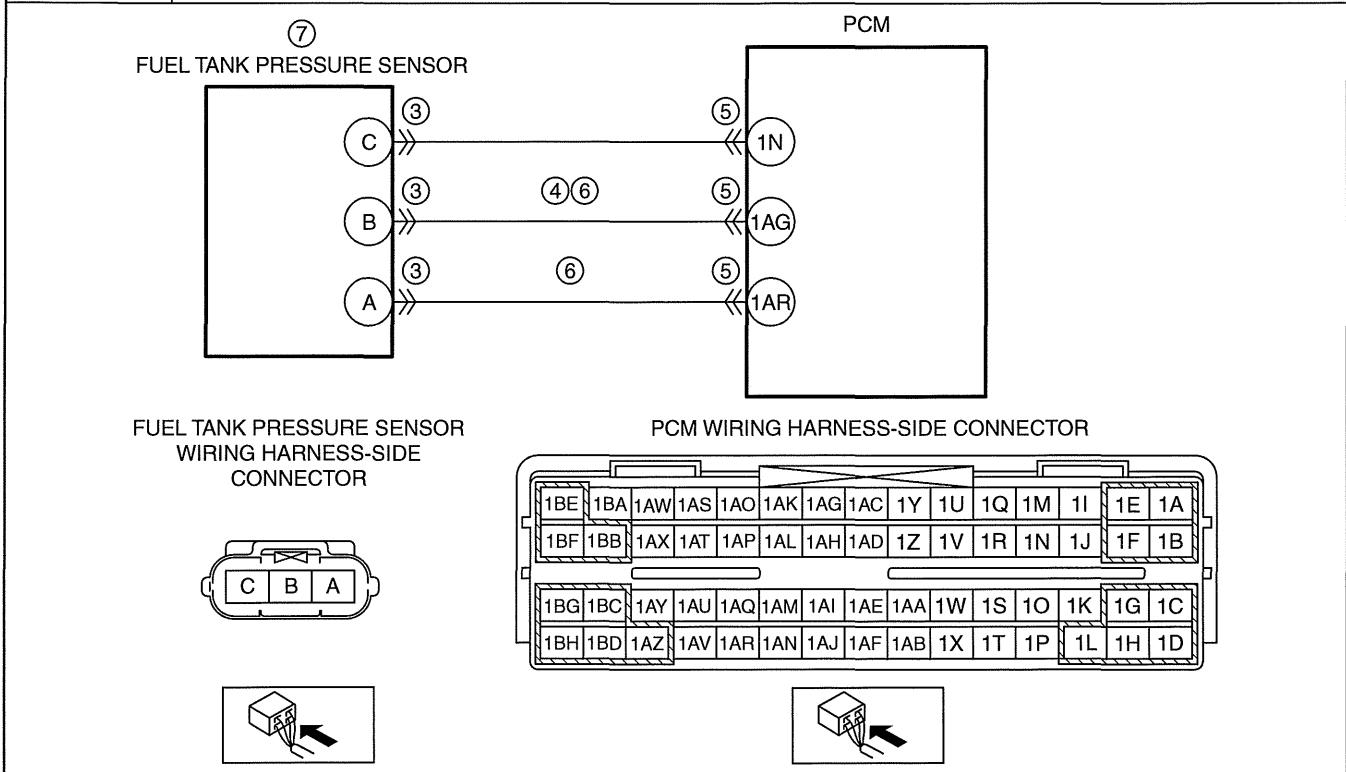 ⑦
FUEL TANK PRESSURE SENSOR
PCM
C ③ ⑤ 1N
B ③ ④⑥ ⑤ 1AG
A ③ ⑥ ⑤ 1AR
FUEL TANK PRESSURE SENSOR
WIRING HARNESS-SIDE
CONNECTOR
C B A
PCM WIRING HARNESS-SIDE CONNECTOR
1BE 1BA 1AW 1AS 1AO 1AK 1AG 1AC 1Y 1U 1Q 1M 1I 1E 1A
1BF 1BB 1AX 1AT 1AP 1AL 1AH 1AD 1Z 1V 1R 1N 1J 1F 1B
1BG 1BC 1AY 1AU 1AQ 1AM 1AI 1AE 1AA 1W 1S 1O 1K 1G 1C
1BH 1BD 1AZ 1AV 1AR 1AN 1AJ 1AF 1AB 1X 1T 1P 1L 1H 1D